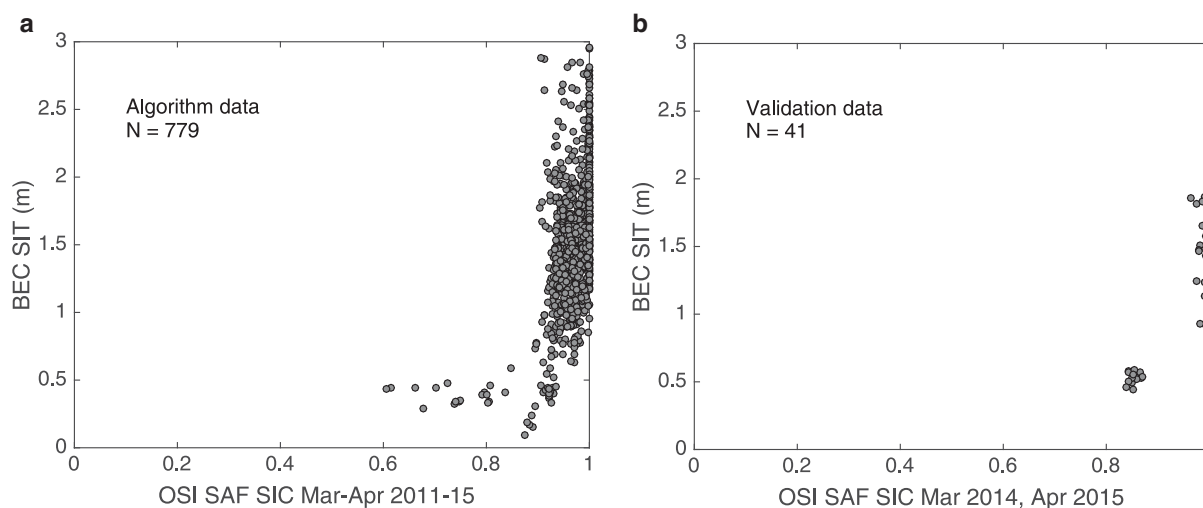 a
3
2.5
2
1.5
1
0.5
0
BEC SIT (m)
Algorithm data
N = 779
0 0.2 0.4 0.6 0.8 1
OSI SAF SIC Mar-Apr 2011-15
b
3
2.5
2
1.5
1
0.5
0
BEC SIT (m)
Validation data
N = 41
0 0.2 0.4 0.6 0.8
OSI SAF SIC Mar 2014, Apr 2015